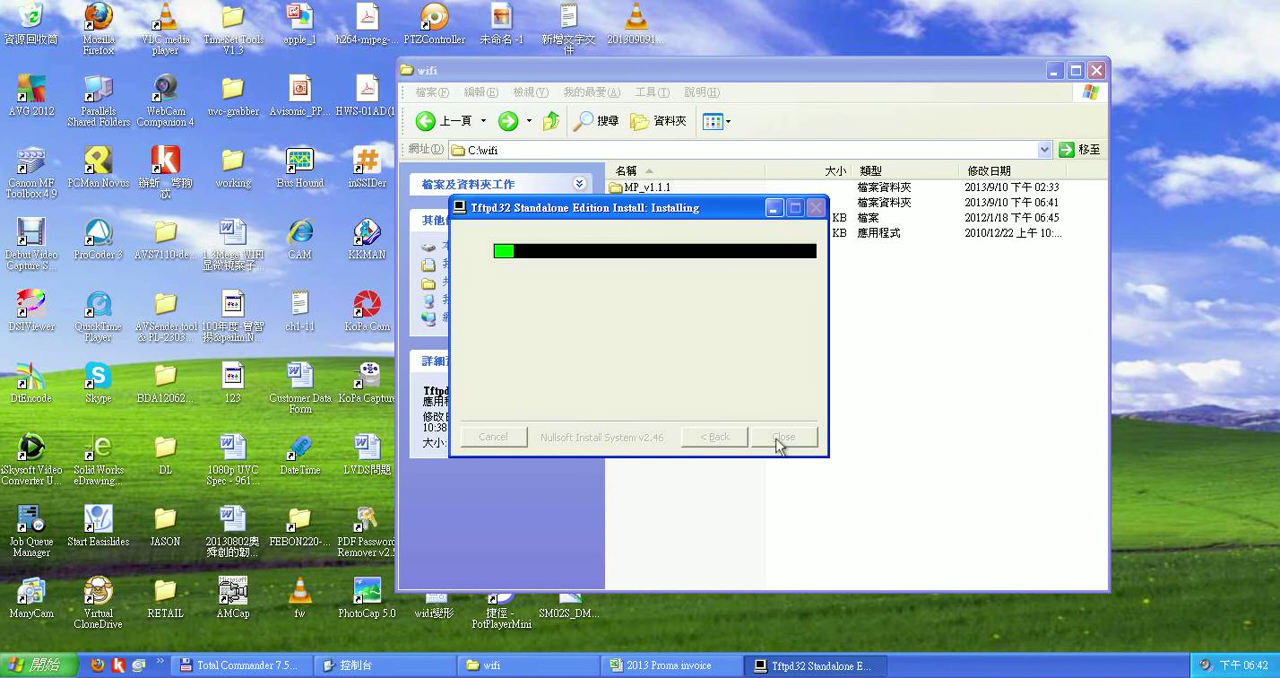 資源回收筒
Mozilla
Firefox
VLC media
player
TimeSet Tools
V1.3
apple_1
h264-mjpeg-...
PTZController
未命名 -1
新增文字文
件
201309091...
AVG 2012
Parallels
Shared Folders
WebCam
Companion 4
uvc-grabber
Avisonic_PP...
HWS-01AD(1
Canon MF
Toolbox 4.9
PCMan Novus
working
Bus Hound
inSSIDer
Debut Video
Capture S...
ProCoder 3
AVS7110-de...
1.3Mega WIFI
CAM
KKMAN
DSIViewer
QuickTime
Player
AVSender tool
& PL-2303...
ch1-11
KoPa Cam
DtEncode
Skype
BDA12062...
123
Customer Data
Form
KoPa Capture
iSkysoft Video
Converter U...
Solid Works
eDrawing...
DL
1080p UVC
Spec - 961...
DateTime
LVDS問題
Job Queue
Manager
Start Easislides
JASON
FEBON220-...
PDF Password
Remover v2.5
ManyCam
Virtual
CloneDrive
RETAIL
AMCap
fw
PhotoCap 5.0
widi變形
捷徑 -
PotPlayerMini
SM02S_DM...
wifi
檔案(F) 編輯(E) 檢視(V) 我的最愛(A) 工具(T) 說明(H)
上一頁 搜尋 資料夾
網址(D) C:\wifi 移至
檔案及資料夾工作
名稱 大小 類型 修改日期
MP_v1.1.1 檔案資料夾 2013/9/10 下午 02:33
檔案資料夾 2013/9/10 下午 06:41
KB 檔案 2012/1/18 下午 06:45
KB 應用程式 2010/12/22 上午 10:...
其他
詳細
Tftpd
應用
修改
10:38
大小:
Tftpd32 Standalone Edition Install: Installing
Cancel Nullsoft Install System v2.46 < Back Close
開始 Total Commander 7.5... 控制台 wifi 2013 Proma invoice Tftpd32 Standalone E... 下午 06:42